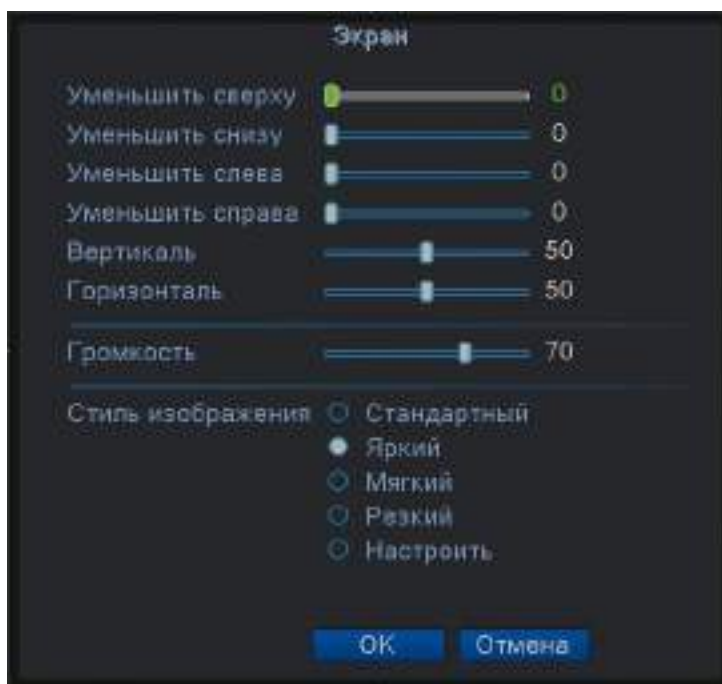 Экран
Уменьшить сверху 0
Уменьшить снизу 0
Уменьшить слева 0
Уменьшить справа 0
Вертикаль 50
Горизонталь 50
Громкость 70
Стиль изображения Стандартный
Яркий
Мягкий
Резкий
Настроить
OK Отмена